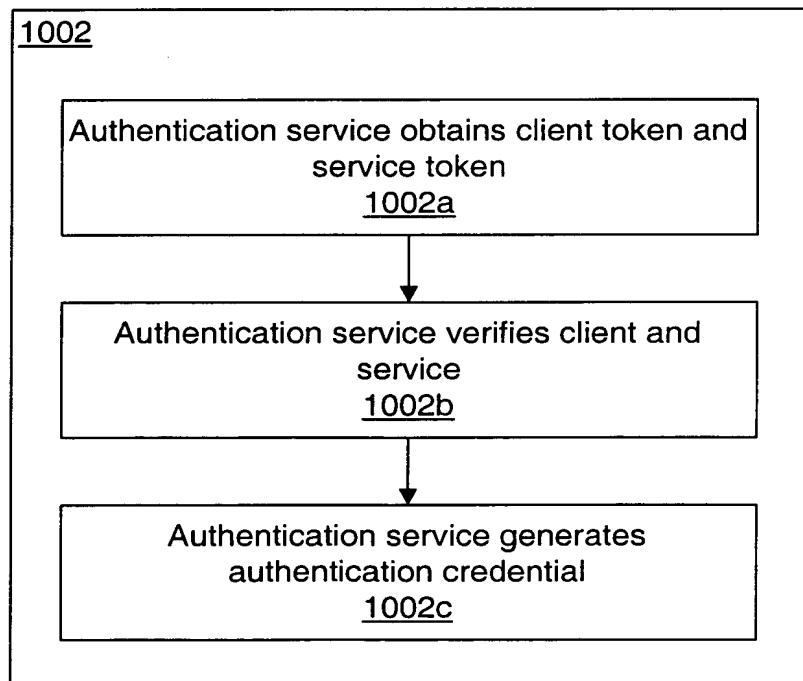 1002
Authentication service obtains client token and
service token
1002a
Authentication service verifies client and
service
1002b
Authentication service generates
authentication credential
1002c